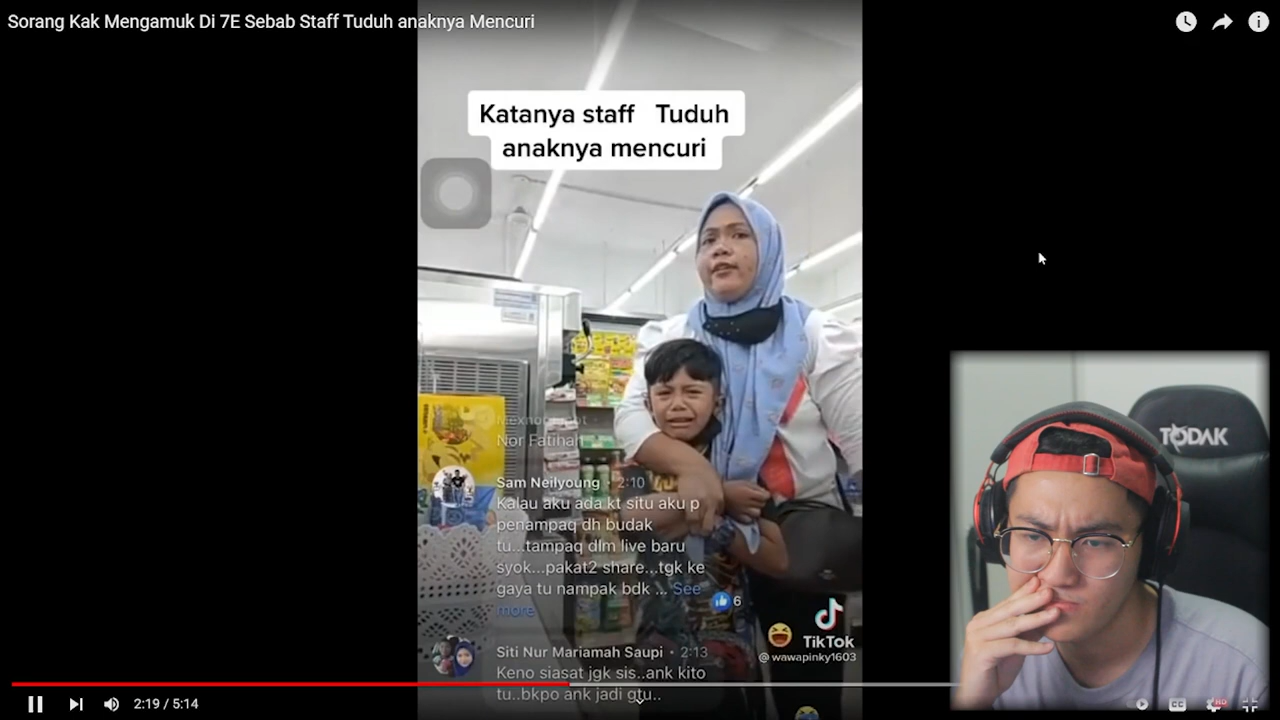 Sorang Kak Mengamuk Di 7E Sebab Staff Tuduh anaknya Mencuri
Katanya staff Tuduh
anaknya mencuri
Nor Fatihah
Sam Neilyoung · 2:10
Kalau aku ada kt situ aku p
penampaq dh budak
tu...tampaq dlm live baru
syok...pakat2 share...tgk ke
gaya tu nampak bdk ... See
more
6
TikTok
@wawapinky1603
Siti Nur Mariamah Saupi · 2:13
Keno siasat jgk sis..ank kito
tu..bkpo ank jadi gtu..
TODAK
2:19 / 5:14
CC
HD